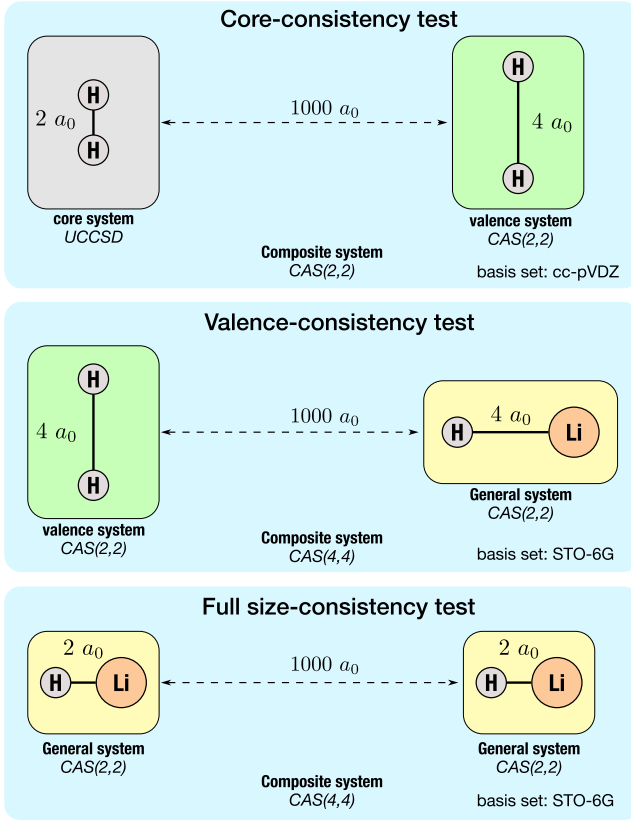 Core-consistency test
H
2 a₀
H
1000 a₀
H
4 a₀
H
core system
UCCSD
valence system
CAS(2,2)
Composite system
CAS(2,2)
basis set: cc-pVDZ
Valence-consistency test
H
4 a₀
H
1000 a₀
4 a₀
H
Li
valence system
CAS(2,2)
General system
CAS(2,2)
Composite system
CAS(4,4)
basis set: STO-6G
Full size-consistency test
2 a₀
H
Li
1000 a₀
2 a₀
H
Li
General system
CAS(2,2)
General system
CAS(2,2)
Composite system
CAS(4,4)
basis set: STO-6G